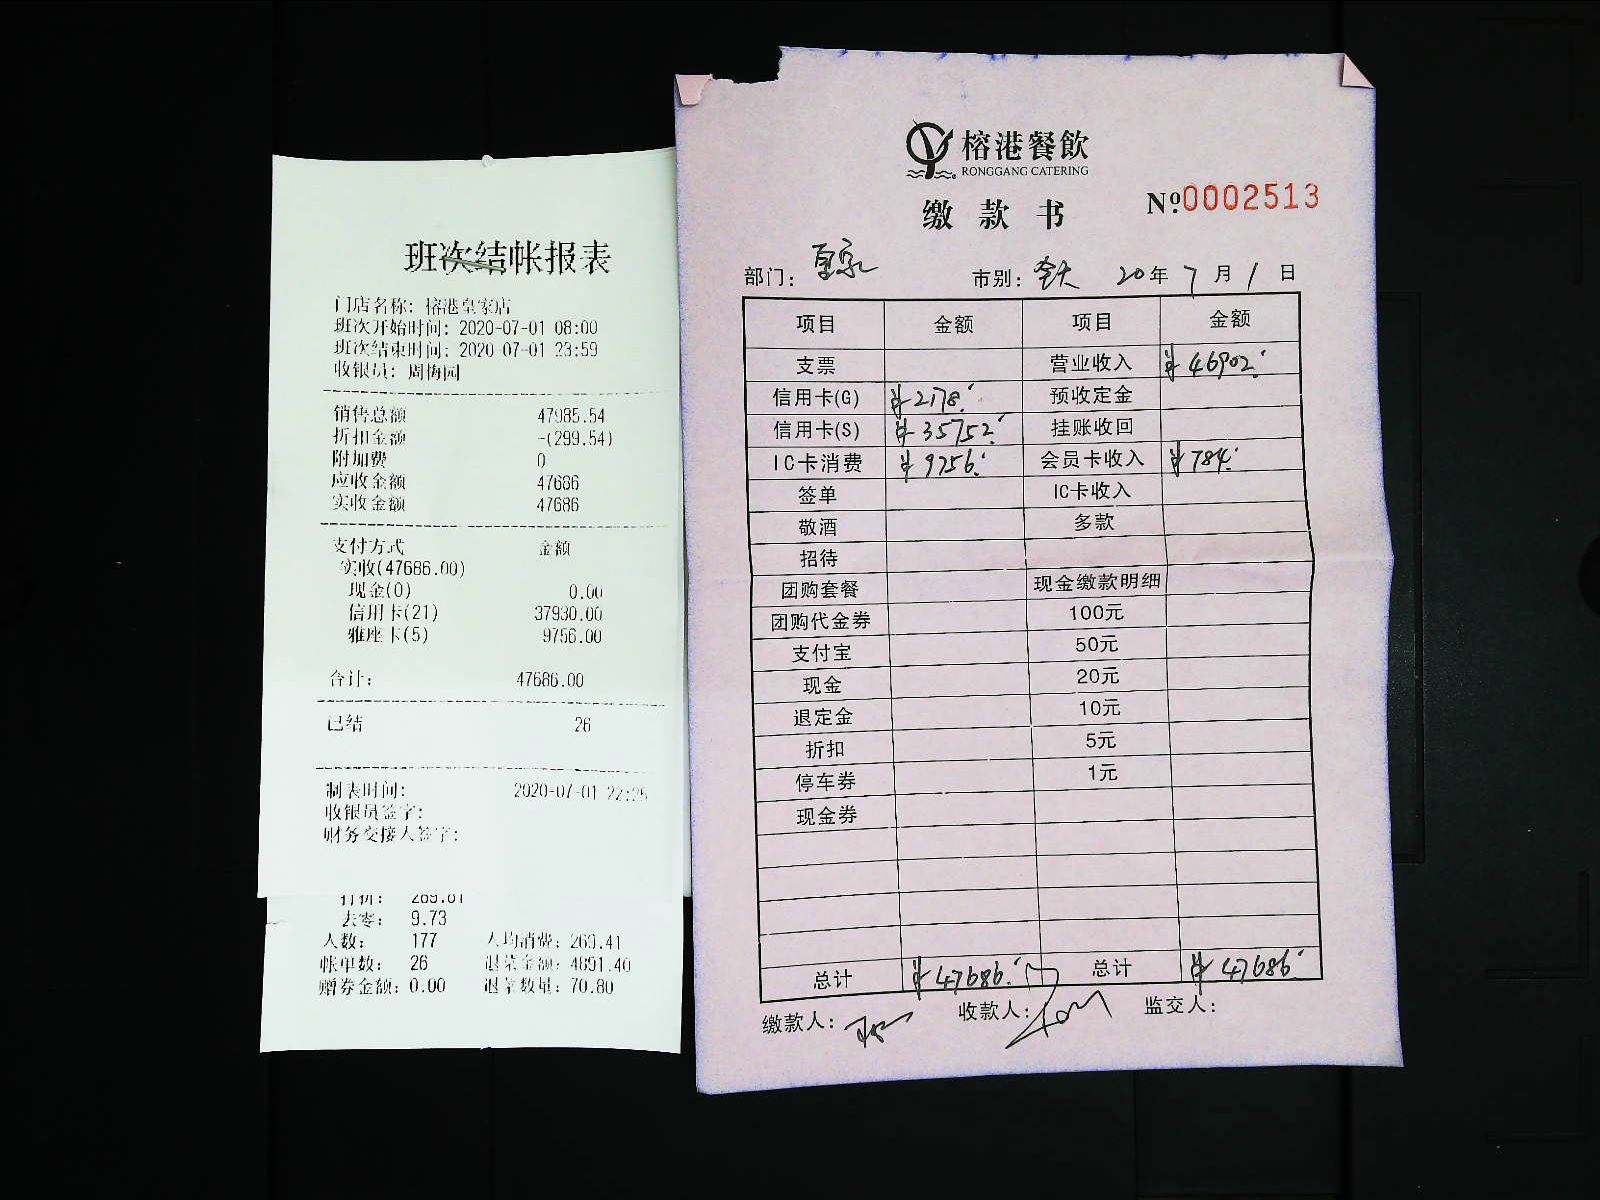 班次结帐报表
门店名称: 榕港皇家店
班次开始时间: 2020-07-01 08:00
班次结束时间: 2020-07-01 23:59
收银员: 周梅园
销售总额 47985.54
折扣金额 -(299.54)
附加费 0
应收金额 47686
实收金额 47686
支付方式 金额
实收(47686.00)
现金(0) 0.00
信用卡(21) 37930.00
雅座卡(5) 9756.00
合计: 47686.00
已结 26
制表时间: 2020-07-01 22:25
收银员签字:
财务交接人签字:
打折: 289.81
去零: 9.73
人数: 177 人均消费: 269.41
帐单数: 26 退菜金额: 4891.40
赠券金额: 0.00 退菜数量: 70.80
榕港餐飲
RONGGANG CATERING
缴款书
№0002513
部门: 皇家 市别: 全天 20年 7月 1日
项目 金额 项目 金额
支票 营业收入 ¥46902.
信用卡(G) ¥2178. 预收定金
信用卡(S) ¥35752. 挂账收回
IC卡消费 ¥9756. 会员卡收入 ¥784.
签单 IC卡收入
敬酒 多款
招待
团购套餐 现金缴款明细
团购代金券 100元
支付宝 50元
现金 20元
退定金 10元
折扣 5元
停车券 1元
现金券
总计 ¥47686. 总计 ¥47686.
缴款人: 收款人: 监交人: